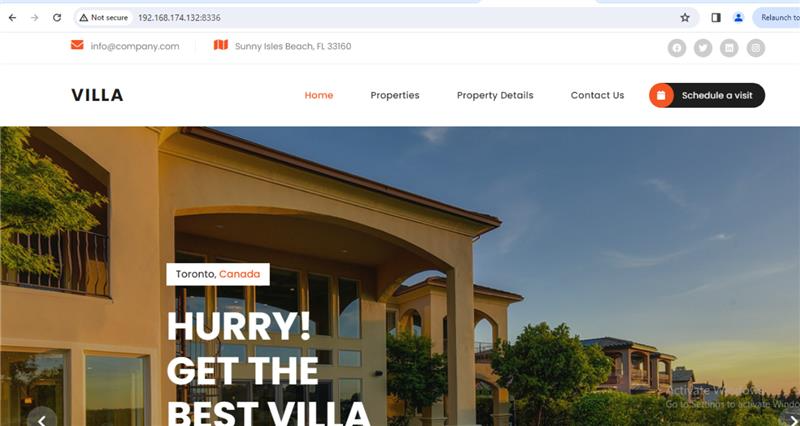 Not secure 192.168.174.132:8336 Relaunch to
info@company.com Sunny Isles Beach, FL 33160
VILLA Home Properties Property Details Contact Us Schedule a visit
Toronto, Canada
HURRY!
GET THE
BEST VILLA
Activate Windows
Go to Settings to activate Windo